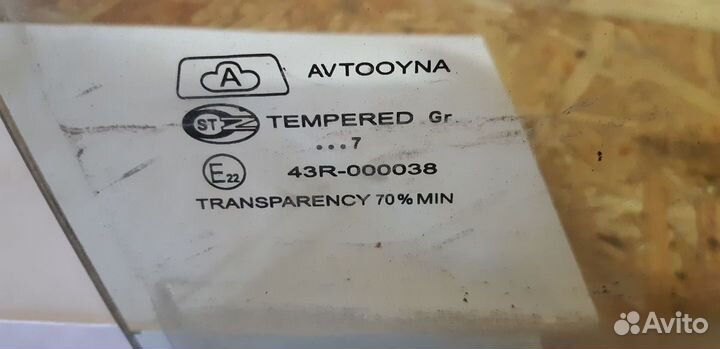 A AVTOOYNA
ST TEMPERED Gr
...7
E22 43R-000038
TRANSPARENCY 70% MIN
Avito